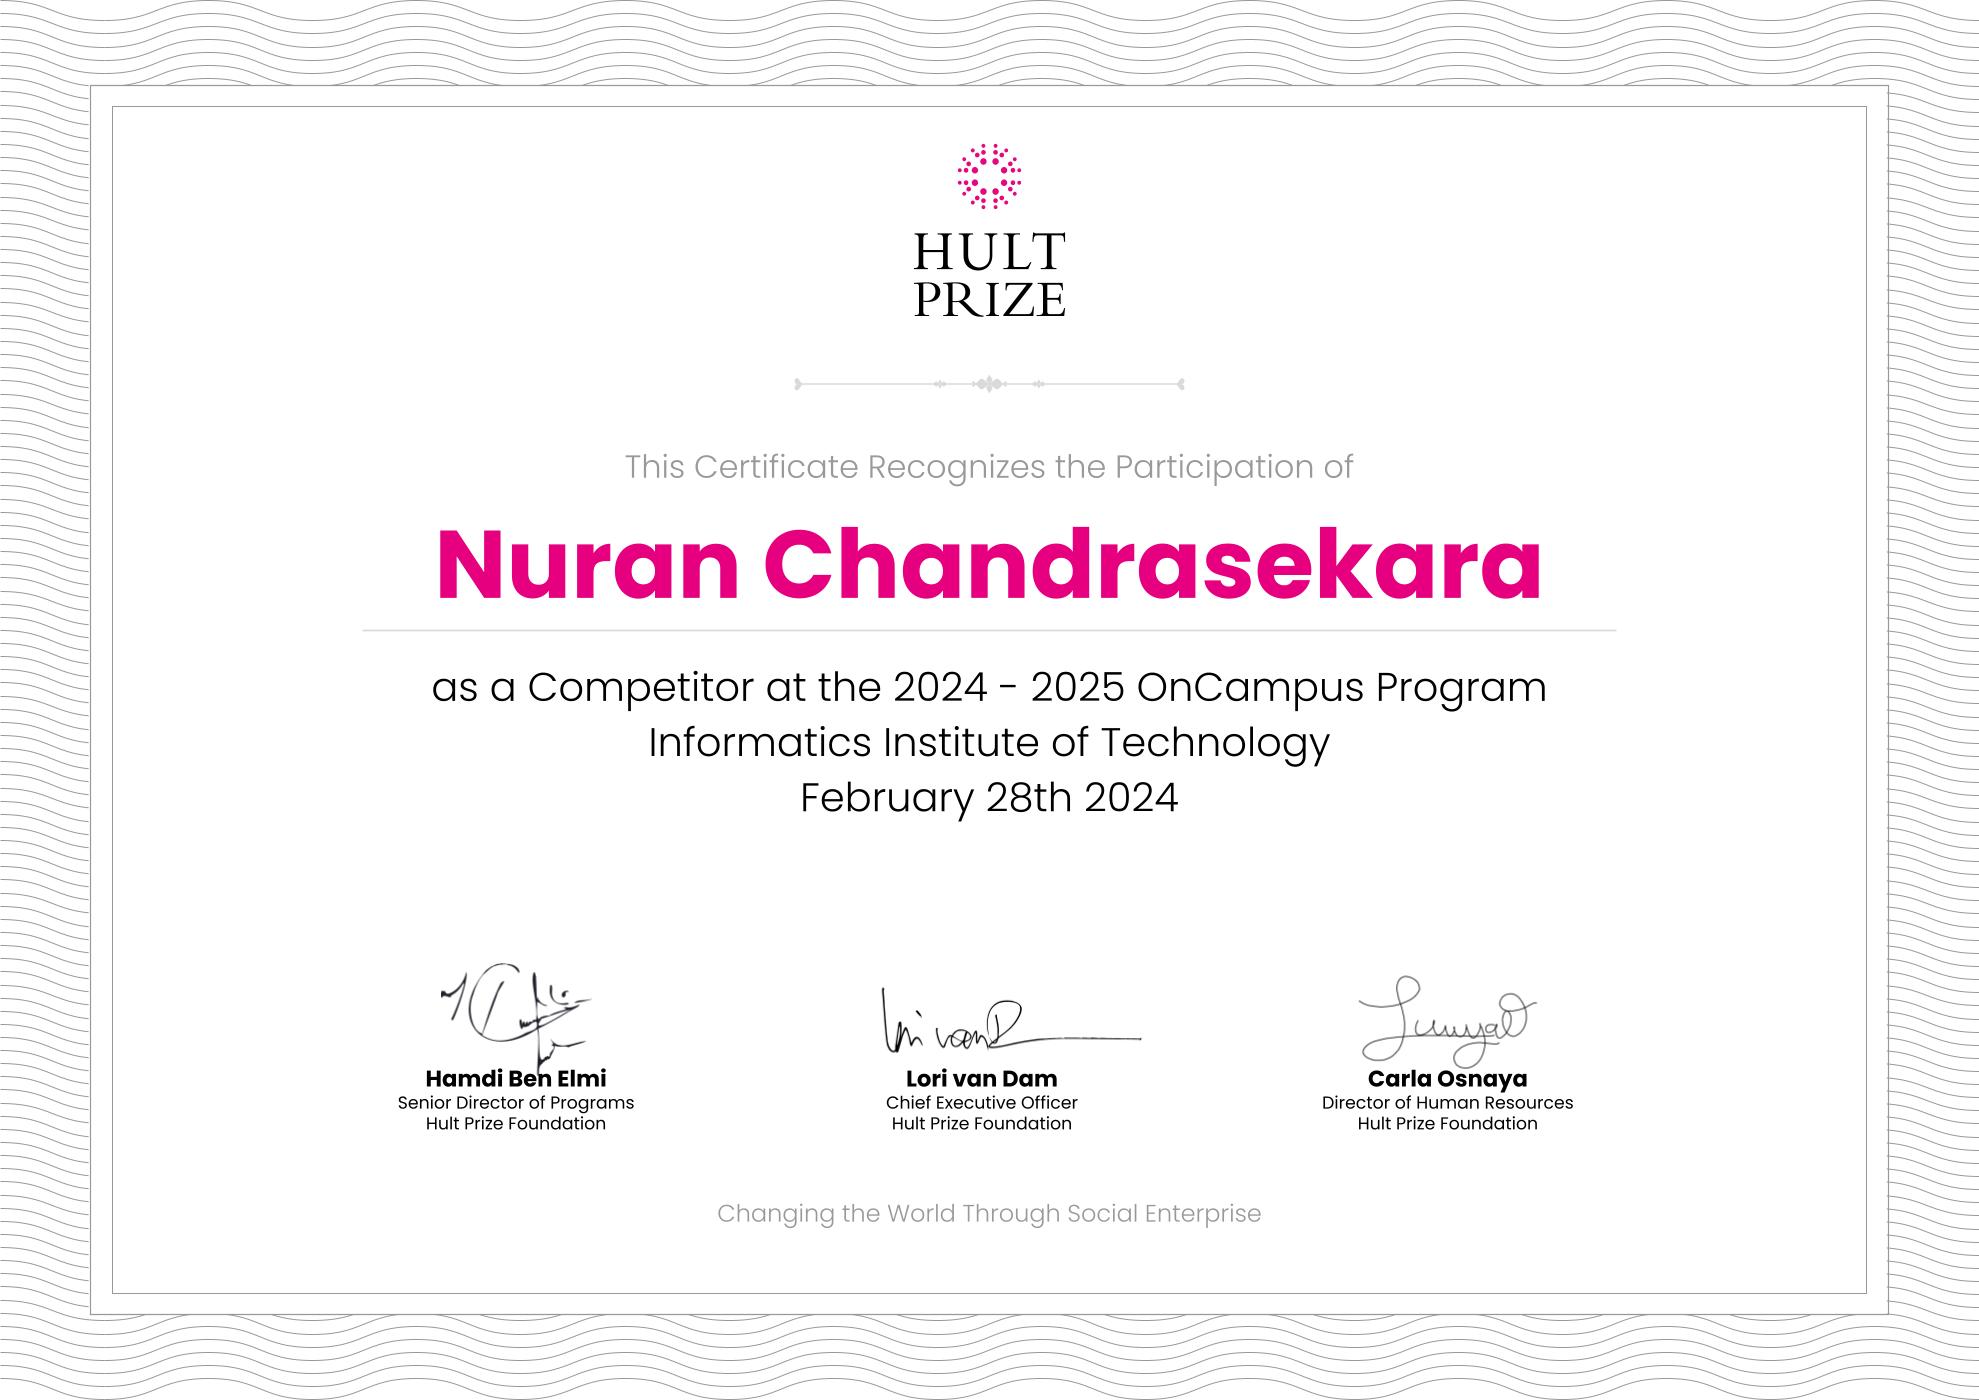 HULT
PRIZE
This Certificate Recognizes the Participation of
Nuran Chandrasekara
as a Competitor at the 2024 - 2025 OnCampus Program
Informatics Institute of Technology
February 28th 2024
Hamdi Ben Elmi
Senior Director of Programs
Hult Prize Foundation
Lori van Dam
Chief Executive Officer
Hult Prize Foundation
Carla Osnaya
Director of Human Resources
Hult Prize Foundation
Changing the World Through Social Enterprise